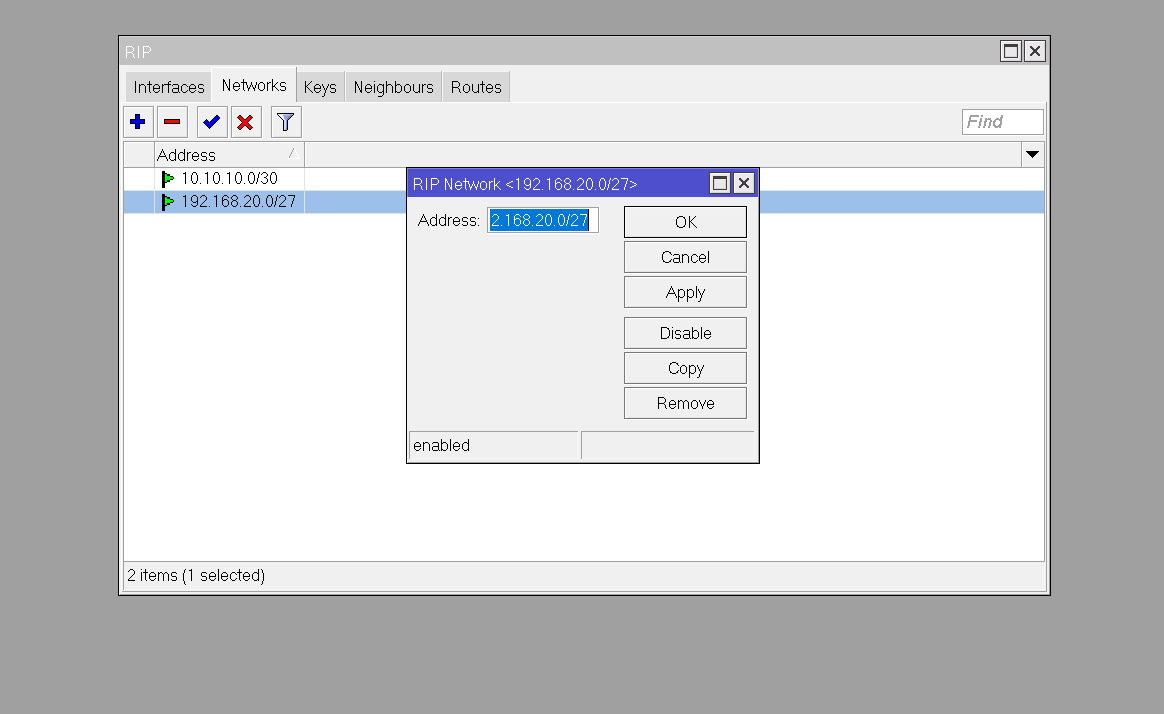 RIP
Interfaces Networks Keys Neighbours Routes
Find
Address
10.10.10.0/30
192.168.20.0/27
RIP Network <192.168.20.0/27>
Address: 2.168.20.0/27
OK
Cancel
Apply
Disable
Copy
Remove
enabled
2 items (1 selected)